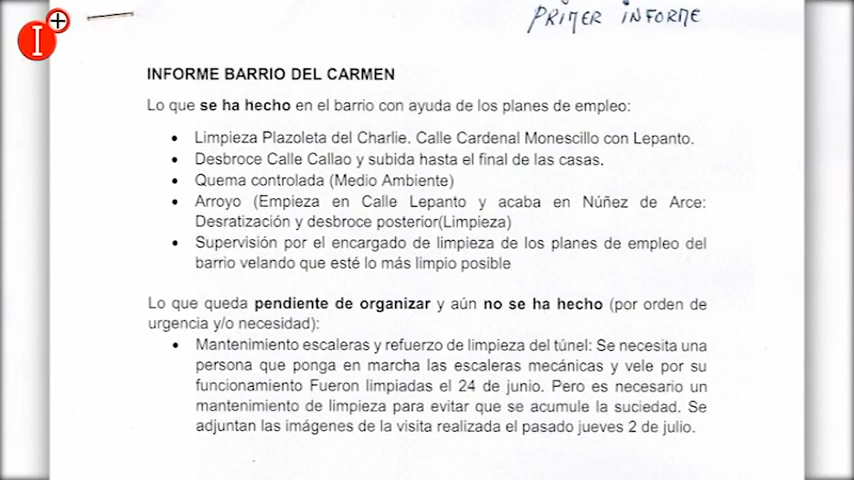 I+
PRIMER INFORME
INFORME BARRIO DEL CARMEN
Lo que se ha hecho en el barrio con ayuda de los planes de empleo:
• Limpieza Plazoleta del Charlie. Calle Cardenal Monescillo con Lepanto.
• Desbroce Calle Callao y subida hasta el final de las casas.
• Quema controlada (Medio Ambiente)
• Arroyo (Empieza en Calle Lepanto y acaba en Núñez de Arce:
Desratización y desbroce posterior(Limpieza)
• Supervisión por el encargado de limpieza de los planes de empleo del
barrio velando que esté lo más limpio posible
Lo que queda pendiente de organizar y aún no se ha hecho (por orden de
urgencia y/o necesidad):
• Mantenimiento escaleras y refuerzo de limpieza del túnel: Se necesita una
persona que ponga en marcha las escaleras mecánicas y vele por su
funcionamiento Fueron limpiadas el 24 de junio. Pero es necesario un
mantenimiento de limpieza para evitar que se acumule la suciedad. Se
adjuntan las imágenes de la visita realizada el pasado jueves 2 de julio.